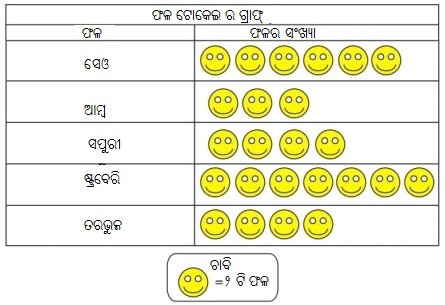 ଫଳ ଟୋକେଇ ର ଗ୍ରାଫ୍
ଫଳ ଫଳର ସଂଖ୍ୟା
ସେଓ
ଆମ୍ବ
ସପୁରୀ
ଷ୍ଟ୍ରବେରି
ତରଭୁଜ
ଚାବି
=୨ ଟି ଫଳ